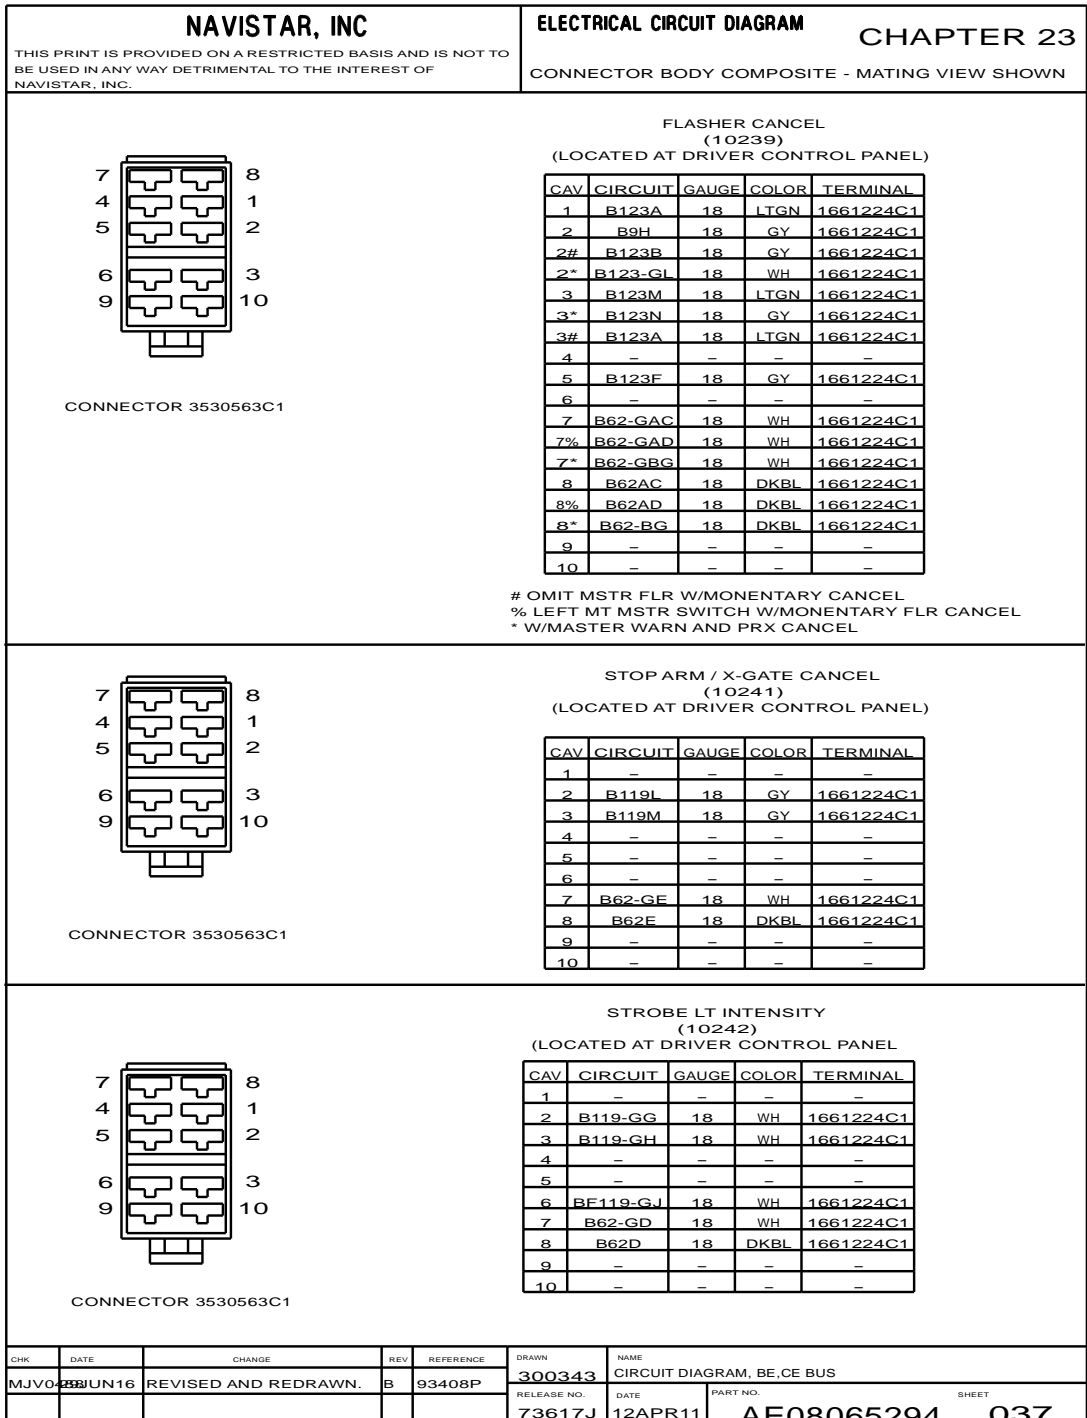 NAVISTAR, INC
THIS PRINT IS PROVIDED ON A RESTRICTED BASIS AND IS NOT TO
BE USED IN ANY WAY DETRIMENTAL TO THE INTEREST OF
NAVISTAR, INC.
ELECTRICAL CIRCUIT DIAGRAM
CHAPTER 23
CONNECTOR BODY COMPOSITE - MATING VIEW SHOWN
7 8
4 1
5 2
6 3
9 10
CONNECTOR 3530563C1
FLASHER CANCEL
(10239)
(LOCATED AT DRIVER CONTROL PANEL)
CAV CIRCUIT GAUGE COLOR TERMINAL
1 B123A 18 LTGN 1661224C1
2 B9H 18 GY 1661224C1
2# B123B 18 GY 1661224C1
2* B123-GL 18 WH 1661224C1
3 B123M 18 LTGN 1661224C1
3* B123N 18 GY 1661224C1
3# B123A 18 LTGN 1661224C1
4 – – – –
5 B123F 18 GY 1661224C1
6 – – – –
7 B62-GAC 18 WH 1661224C1
7% B62-GAD 18 WH 1661224C1
7* B62-GBG 18 WH 1661224C1
8 B62AC 18 DKBL 1661224C1
8% B62AD 18 DKBL 1661224C1
8* B62-BG 18 DKBL 1661224C1
9 – – – –
10 – – – –
# OMIT MSTR FLR W/MONENTARY CANCEL
% LEFT MT MSTR SWITCH W/MONENTARY FLR CANCEL
* W/MASTER WARN AND PRX CANCEL
7 8
4 1
5 2
6 3
9 10
CONNECTOR 3530563C1
STOP ARM / X-GATE CANCEL
(10241)
(LOCATED AT DRIVER CONTROL PANEL)
CAV CIRCUIT GAUGE COLOR TERMINAL
1 – – – –
2 B119L 18 GY 1661224C1
3 B119M 18 GY 1661224C1
4 – – – –
5 – – – –
6 – – – –
7 B62-GE 18 WH 1661224C1
8 B62E 18 DKBL 1661224C1
9 – – – –
10 – – – –
7 8
4 1
5 2
6 3
9 10
CONNECTOR 3530563C1
STROBE LT INTENSITY
(10242)
(LOCATED AT DRIVER CONTROL PANEL
CAV CIRCUIT GAUGE COLOR TERMINAL
1 – – – –
2 B119-GG 18 WH 1661224C1
3 B119-GH 18 WH 1661224C1
4 – – – –
5 – – – –
6 BF119-GJ 18 WH 1661224C1
7 B62-GD 18 WH 1661224C1
8 B62D 18 DKBL 1661224C1
9 – – – –
10 – – – –
CHK DATE CHANGE REV REFERENCE
REVISED AND REDRAWN. B 93408P
DRAWN
300343
NAME
CIRCUIT DIAGRAM, BE,CE BUS
RELEASE NO. DATE PART NO. SHEET
73617J 12APR11 AE08065294 037